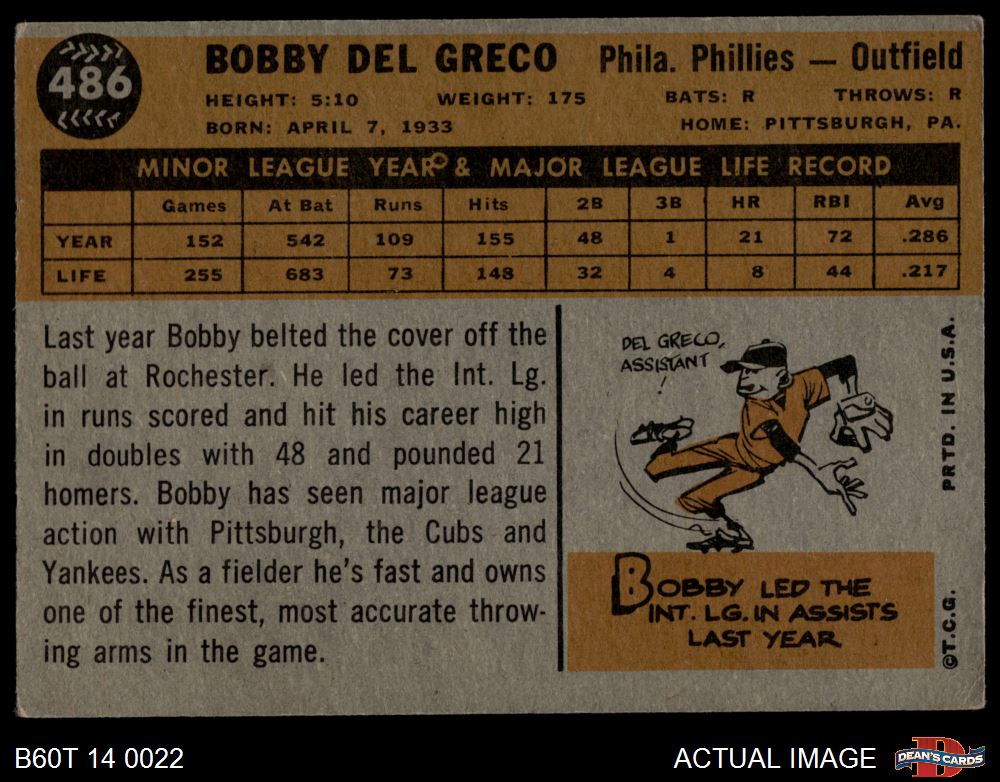 486
BOBBY DEL GRECO Phila. Phillies — Outfield
HEIGHT: 5:10 WEIGHT: 175 BATS: R THROWS: R
BORN: APRIL 7, 1933 HOME: PITTSBURGH, PA.
MINOR LEAGUE YEAR & MAJOR LEAGUE LIFE RECORD
Games At Bat Runs Hits 2B 3B HR RBI Avg
YEAR 152 542 109 155 48 1 21 72 .286
LIFE 255 683 73 148 32 4 8 44 .217
Last year Bobby belted the cover off the
ball at Rochester. He led the Int. Lg.
in runs scored and hit his career high
in doubles with 48 and pounded 21
homers. Bobby has seen major league
action with Pittsburgh, the Cubs and
Yankees. As a fielder he's fast and owns
one of the finest, most accurate throw-
ing arms in the game.
DEL GRECO,
ASSISTANT
!
BOBBY LED THE
INT. LG. IN ASSISTS
LAST YEAR
©T.C.G. PRTD. IN U.S.A.
B60T 14 0022 ACTUAL IMAGE
D
DEAN'S CARDS